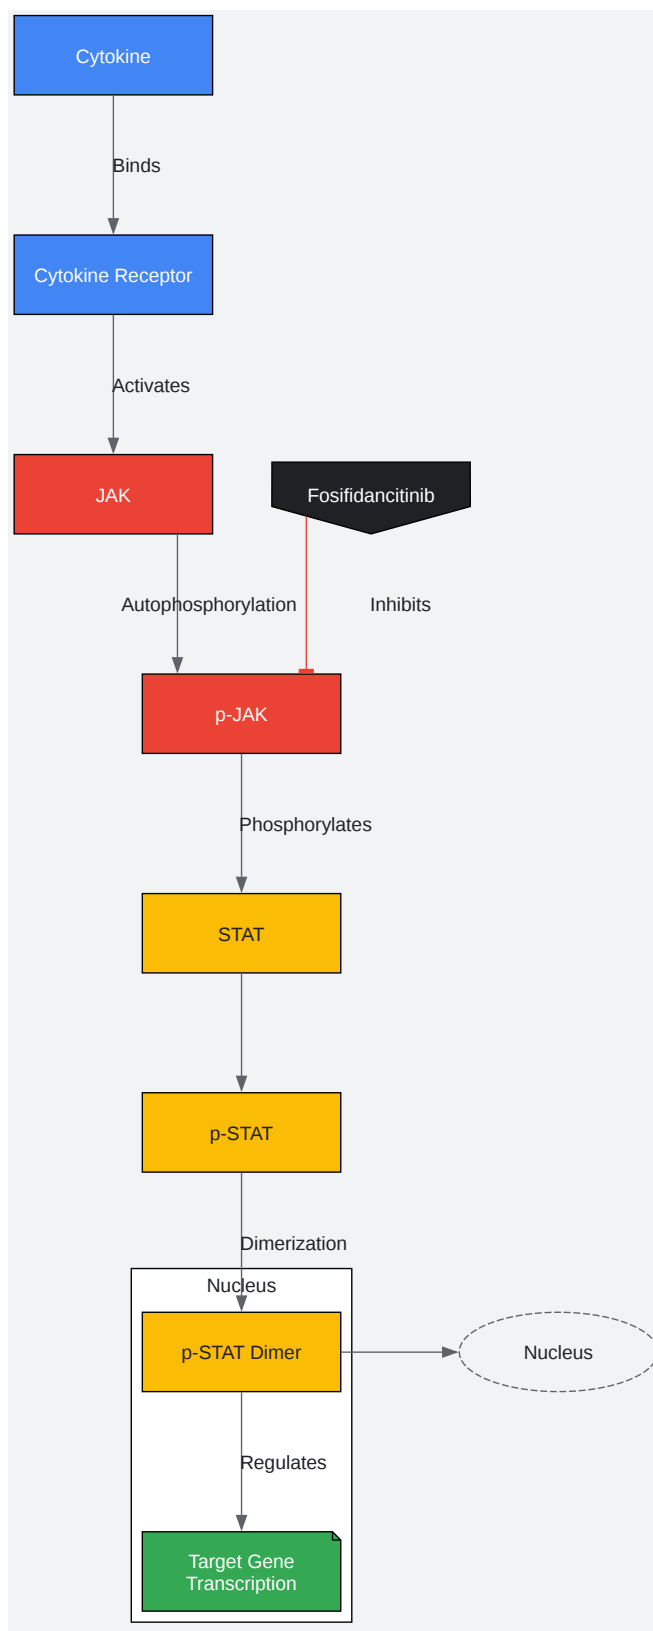 Cytokine
Binds
Cytokine Receptor
Activates
JAK
Fosifidancitinib
Autophosphorylation
Inhibits
p-JAK
Phosphorylates
STAT
p-STAT
Dimerization
Nucleus
p-STAT Dimer
Nucleus
Regulates
Target Gene
Transcription